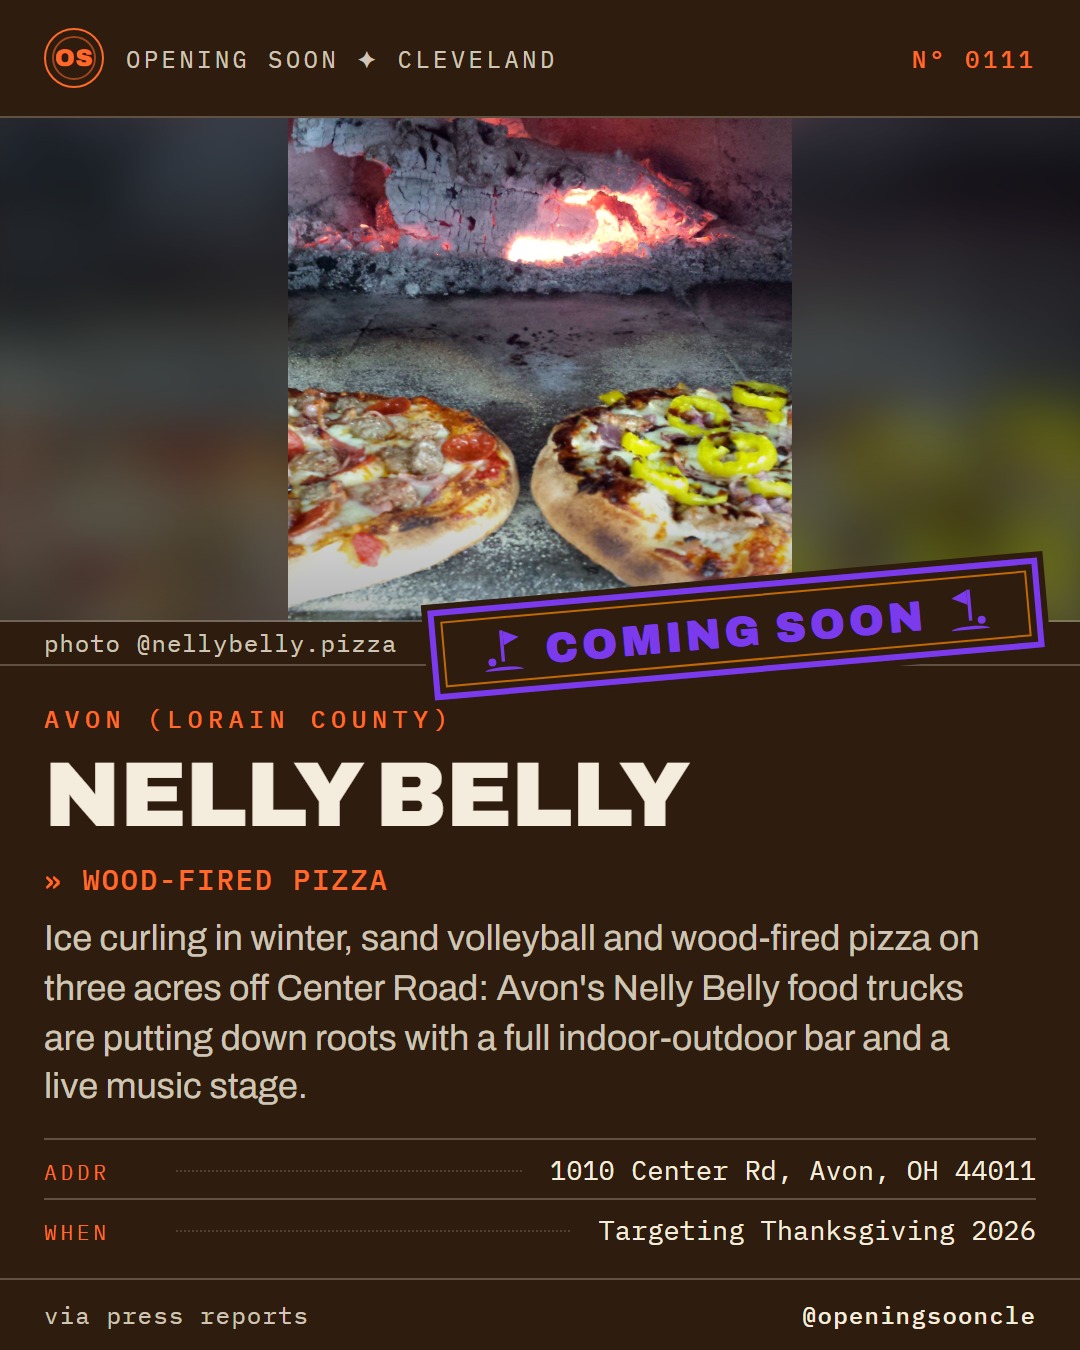 OS OPENING SOON ✦ CLEVELAND N° 0111
photo @nellybelly.pizza
COMING SOON
AVON (LORAIN COUNTY)
NELLY BELLY
» WOOD-FIRED PIZZA
Ice curling in winter, sand volleyball and wood-fired pizza on
three acres off Center Road: Avon's Nelly Belly food trucks
are putting down roots with a full indoor-outdoor bar and a
live music stage.
ADDR 1010 Center Rd, Avon, OH 44011
WHEN Targeting Thanksgiving 2026
via press reports @openingsooncle